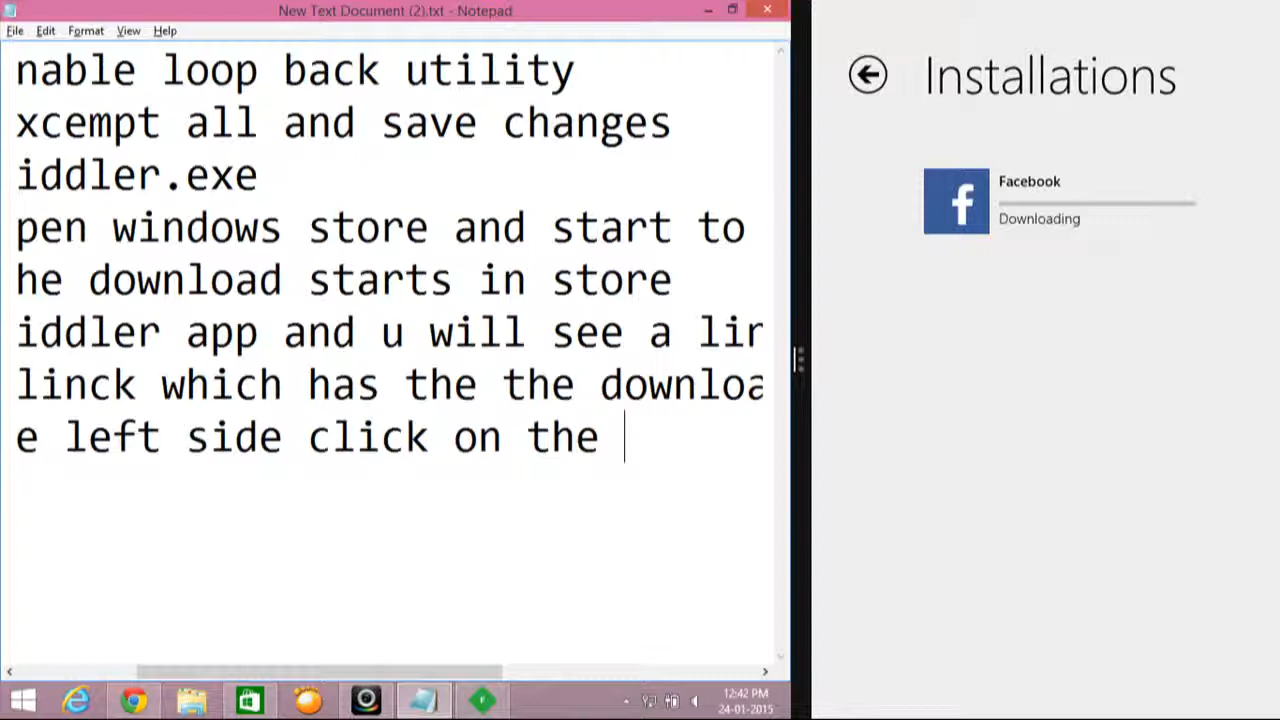 New Text Document (2).txt - Notepad
File Edit Format View Help
nable loop back utility
xcempt all and save changes
iddler.exe
pen windows store and start to
he download starts in store
iddler app and u will see a lin
linck which has the the downloa
e left side click on the
Installations
Facebook
Downloading
12:42 PM
24-01-2015